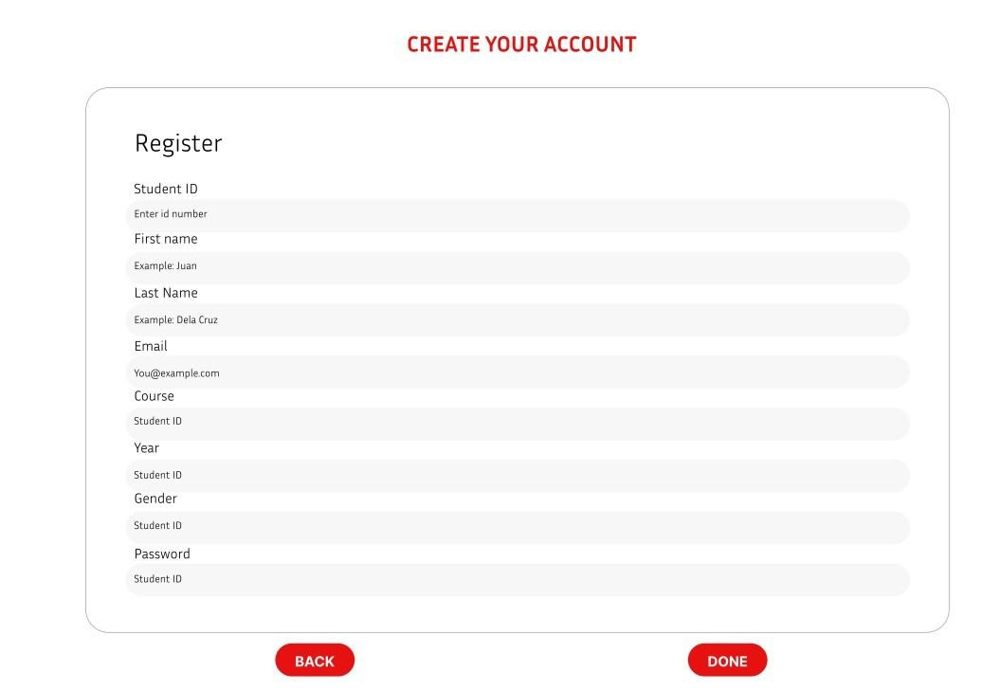 CREATE YOUR ACCOUNT
Register
Student ID
Enter id number
First name
Example: Juan
Last Name
Example: Dela Cruz
Email
You@example.com
Course
Student ID
Year
Student ID
Gender
Student ID
Password
Student ID
BACK
DONE